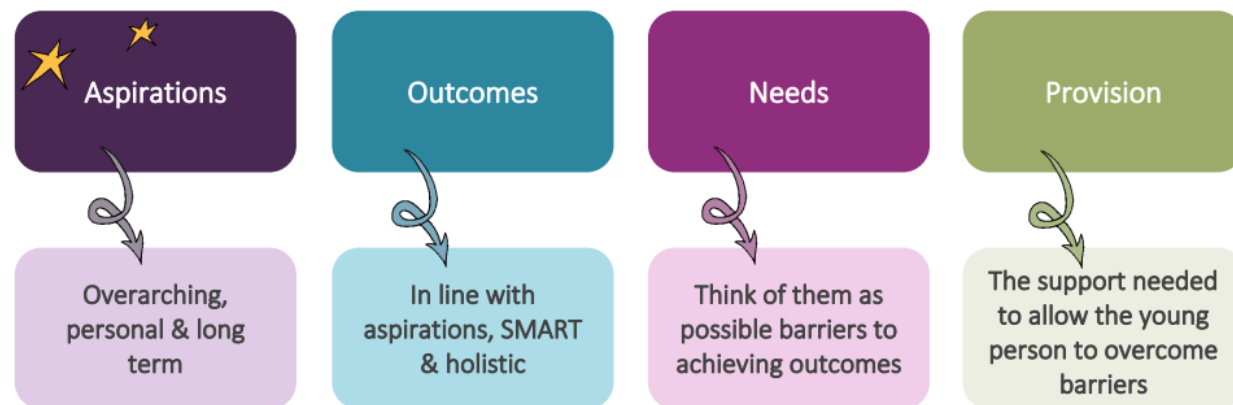 Aspirations
Outcomes
Needs
Provision
Overarching,
personal & long
term
In line with
aspirations, SMART
& holistic
Think of them as
possible barriers to
achieving outcomes
The support needed
to allow the young
person to overcome
barriers